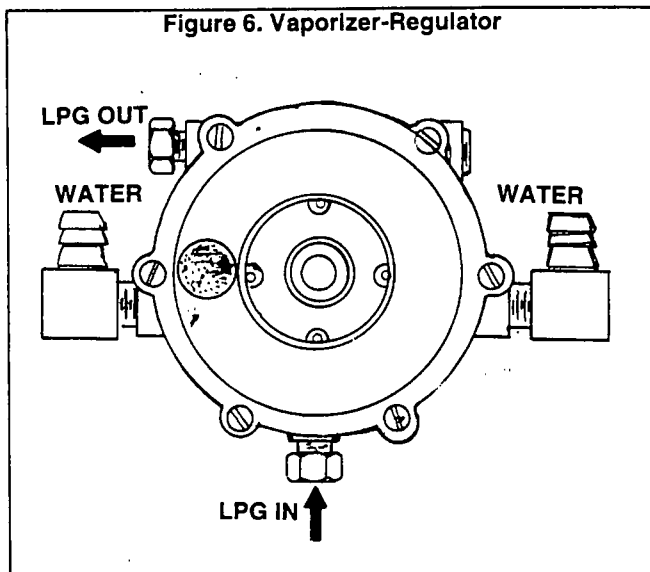 Figure 6. Vaporizer-Regulator
LPG OUT
WATER
WATER
LPG IN